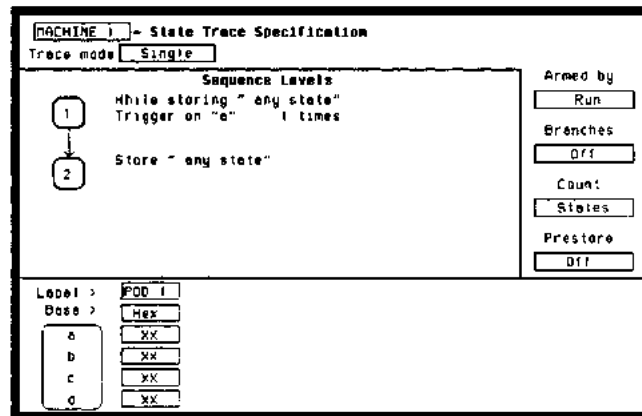 MACHINE 1 - State Trace Specification
Trace mode Single
Sequence Levels
1
While storing " any state"
Trigger on "a" 1 times
2
Store " any state"
Armed by
Run
Branches
Off
Count
States
Prestore
Off
Label > POD 1
Base > Hex
a XX
b XX
c XX
d XX